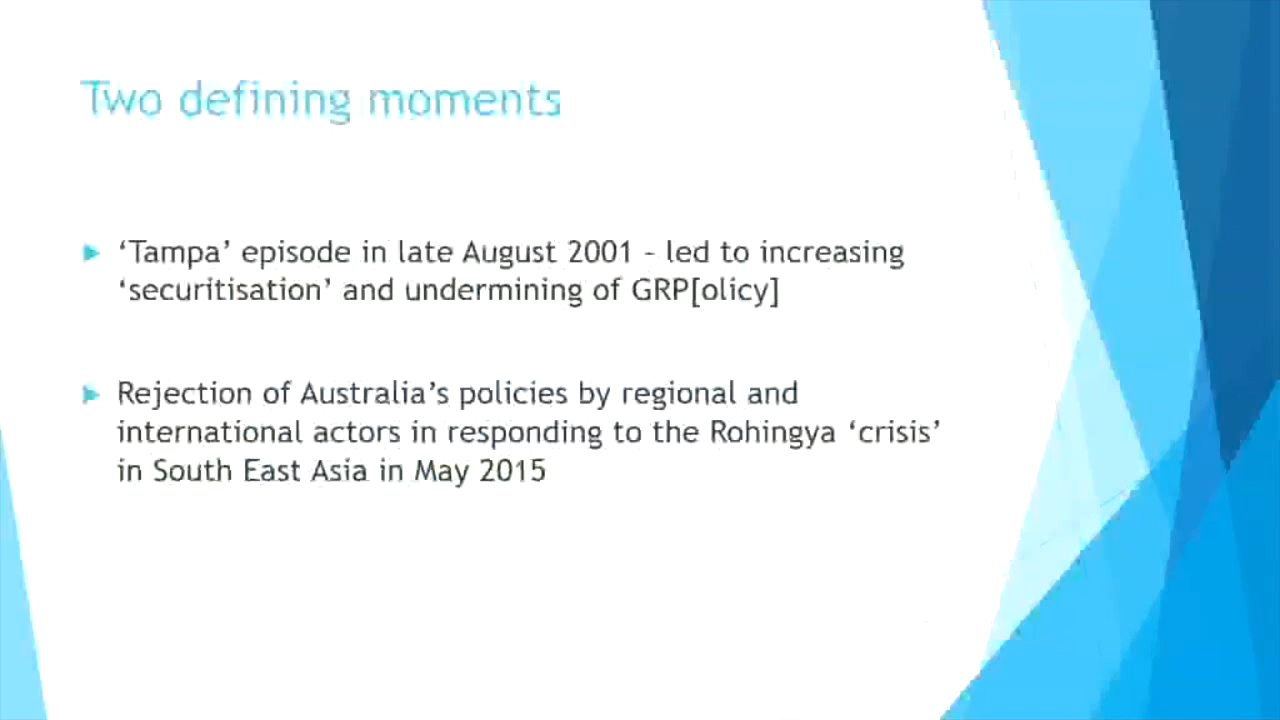 Two defining moments
‘Tampa’ episode in late August 2001 – led to increasing
‘securitisation’ and undermining of GRP[olicy]
Rejection of Australia’s policies by regional and
international actors in responding to the Rohingya ‘crisis’
in South East Asia in May 2015